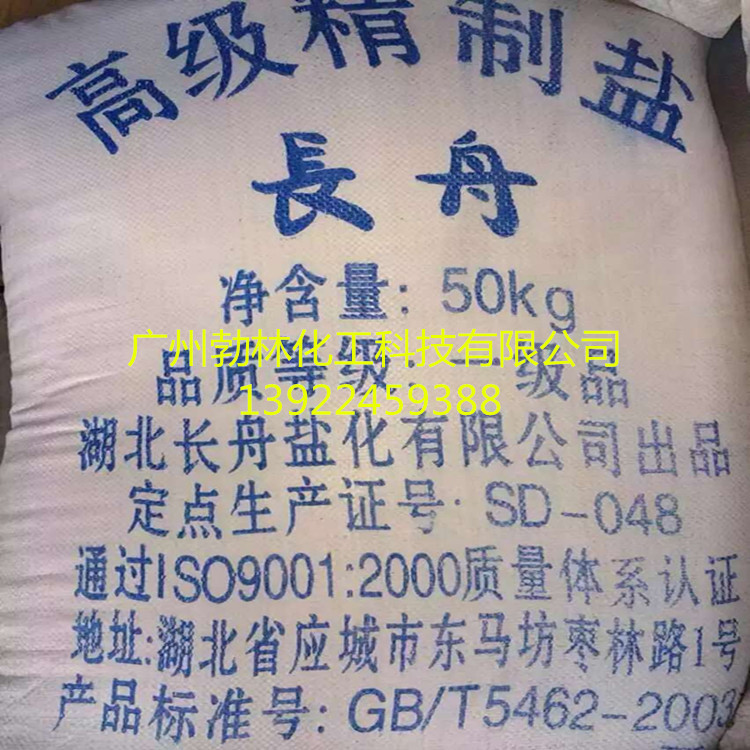 高级精制盐
長舟
净含量：50kg
广州勃林化工科技有限公司
品质等级：一级品
13922459388
湖北长舟盐化有限公司出品
定点生产证号：SD-048
通过ISO9001:2000质量体系认证
地址：湖北省应城市东马坊枣林路1号
产品标准号：GB/T5462-2003